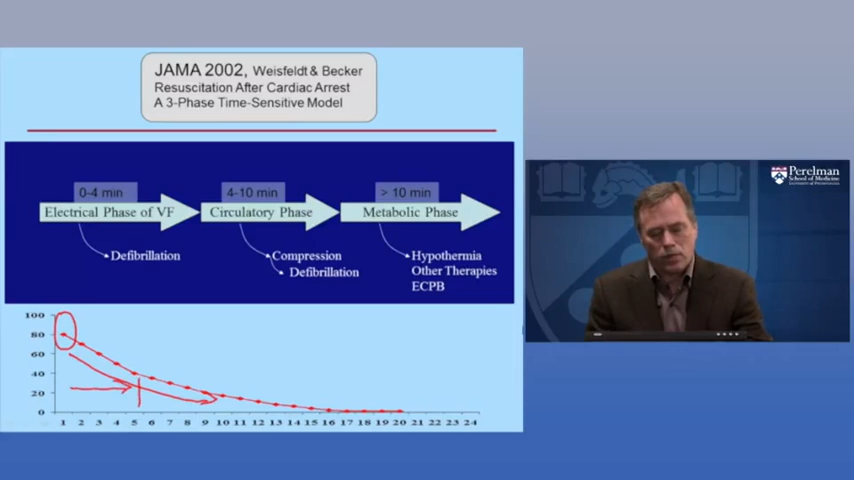 JAMA 2002, Weisfeldt & Becker
Resuscitation After Cardiac Arrest
A 3-Phase Time-Sensitive Model
0-4 min 4-10 min > 10 min
Electrical Phase of VF Circulatory Phase Metabolic Phase
Defibrillation Compression Hypothermia
Defibrillation Other Therapies
ECPB
100
80
60
40
20
0
1 2 3 4 5 6 7 8 9 10 11 12 13 14 15 16 17 18 19 20 21 22 23 24
Perelman
School of Medicine